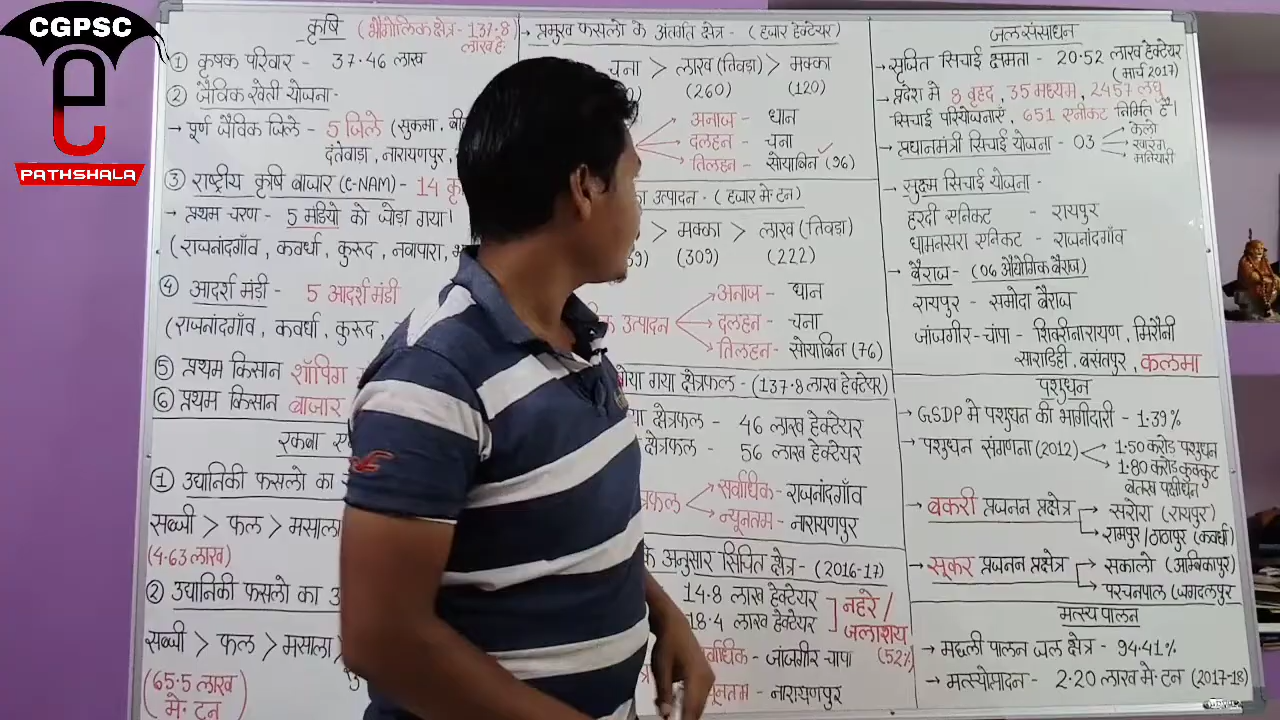 CGPSC
PATHSHALA
कृषि (भौगोलिक क्षेत्र - 137.8 लाख हे.)
① कृषक परिवार - 37.46 लाख
② जैविक खेती योजना -
→ पूर्ण जैविक जिले - 5 जिले (सुकमा,
दंतेवाड़ा, नारायणपुर,
③ राष्ट्रीय कृषि बाजार (e-NAM) - 14
→ प्रथम चरण - 5 मंडियो को जोड़ा गया।
(राजनांदगाँव, कवर्धा, कुरूद, नवापारा,
④ आदर्श मंडी - 5 आदर्श मंडी
(राजनांदगाँव, कवर्धा, कुरूद,
⑤ प्रथम किसान शॉपिंग
⑥ प्रथम किसान बाजार
रकबा
① उद्यानिकी फसलो का
सब्जी > फल > मसाला
(4.63 लाख)
② उद्यानिकी फसलो का
सब्जी > फल > मसाला >
(65.5 लाख मे. टन)
→ प्रमुख फसलो के अंतर्गत क्षेत्र - (हजार हेक्टेयर)
चना > लाख (तिवड़ा) > मक्का
(260) (120)
अनाज - धान
दलहन - चना
तिलहन - सोयाबिन (96)
का उत्पादन - (हजार मे. टन)
> मक्का > लाख (तिवड़ा)
(309) (222)
उत्पादन
अनाज - धान
दलहन - चना
तिलहन - सोयाबिन (76)
बोया गया क्षेत्रफल - (137.8 लाख हेक्टेयर)
क्षेत्रफल - 46 लाख हेक्टेयर
क्षेत्रफल - 56 लाख हेक्टेयर
सर्वाधिक - राजनांदगाँव
न्यूनतम - नारायणपुर
के अनुसार सिंचित क्षेत्र - (2016-17)
14.8 लाख हेक्टेयर
18.4 लाख हेक्टेयर
नहरे / जलाशय
सर्वाधिक - जांजगीर चांपा (52%)
न्यूनतम - नारायणपुर
जल संसाधन
→ सृजित सिंचाई क्षमता - 20.52 लाख हेक्टेयर
(मार्च 2017)
→ प्रदेश मे 8 वृहद, 35 मध्यम, 2457 लघु
सिंचाई परियोजनाएं, 651 एनीकट निर्मित है।
→ प्रधानमंत्री सिंचाई योजना - 03
केलो
खारंग
मनियारी
→ सुक्ष्म सिंचाई योजना -
हरदी एनिकट - रायपुर
धामनसरा एनिकट - राजनांदगाँव
→ बैराज - (06 औद्योगिक बैराज)
रायपुर - समोदा बैराज
जांजगीर-चांपा - शिवरीनारायण, मिरौनी
साराडिही, बसंतपुर, कलमा
पशुधन
→ GSDP मे पशुधन की भागीदारी - 1.39%
→ पशुधन संगणना (2012)
1.50 करोड़ पशुधन
1.80 करोड़ कुक्कुट
बतख पक्षीधन
→ बकरी प्रजनन प्रक्षेत्र
सरोरा (रायपुर)
रामपुर/ठाठापुर (कवर्धा)
→ सूकर प्रजनन प्रक्षेत्र
सकालो (अम्बिकापुर)
परचनपाल (जगदलपुर
मत्स्य पालन
→ मछली पालन जल क्षेत्र - 94.41%
→ मत्स्योत्पादन - 2.20 लाख मे. टन (2017-18)